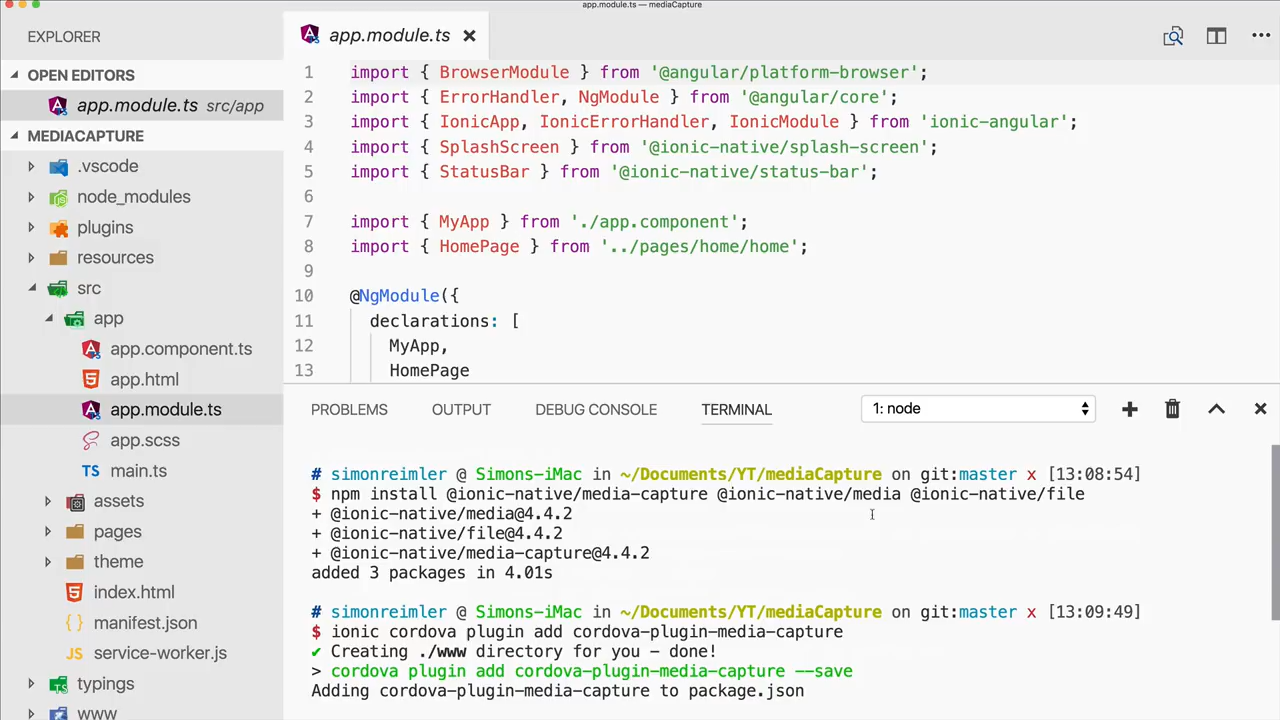 app.module.ts — mediaCapture
EXPLORER
OPEN EDITORS
app.module.ts src/app
MEDIACAPTURE
.vscode
node_modules
plugins
resources
src
app
app.component.ts
app.html
app.module.ts
app.scss
TS main.ts
assets
pages
theme
index.html
{} manifest.json
JS service-worker.js
typings
www
app.module.ts
1 import { BrowserModule } from '@angular/platform-browser';
2 import { ErrorHandler, NgModule } from '@angular/core';
3 import { IonicApp, IonicErrorHandler, IonicModule } from 'ionic-angular';
4 import { SplashScreen } from '@ionic-native/splash-screen';
5 import { StatusBar } from '@ionic-native/status-bar';
6
7 import { MyApp } from './app.component';
8 import { HomePage } from '../pages/home/home';
9
10 @NgModule({
11 declarations: [
12 MyApp,
13 HomePage
PROBLEMS OUTPUT DEBUG CONSOLE TERMINAL 1: node
# simonreimler @ Simons-iMac in ~/Documents/YT/mediaCapture on git:master x [13:08:54]
$ npm install @ionic-native/media-capture @ionic-native/media @ionic-native/file
+ @ionic-native/media@4.4.2
+ @ionic-native/file@4.4.2
+ @ionic-native/media-capture@4.4.2
added 3 packages in 4.01s
# simonreimler @ Simons-iMac in ~/Documents/YT/mediaCapture on git:master x [13:09:49]
$ ionic cordova plugin add cordova-plugin-media-capture
✔ Creating ./www directory for you - done!
> cordova plugin add cordova-plugin-media-capture --save
Adding cordova-plugin-media-capture to package.json